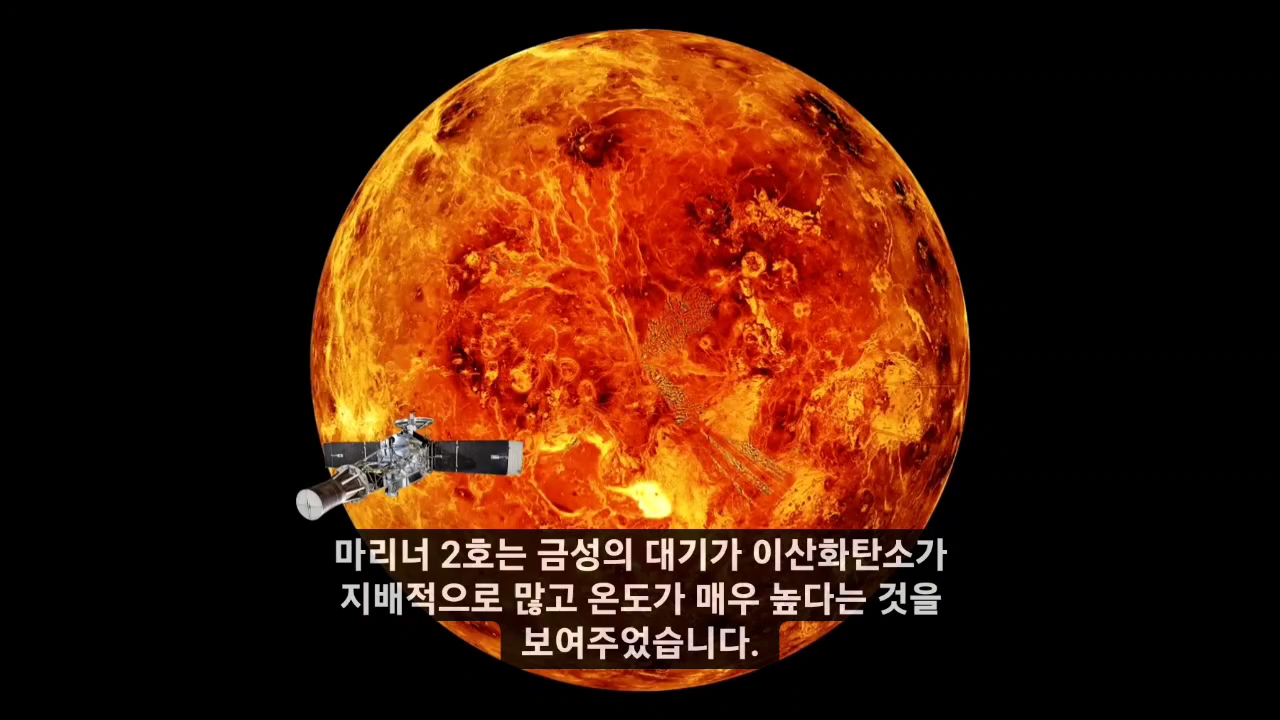 마리너 2호는 금성의 대기가 이산화탄소가
지배적으로 많고 온도가 매우 높다는 것을
보여주었습니다.